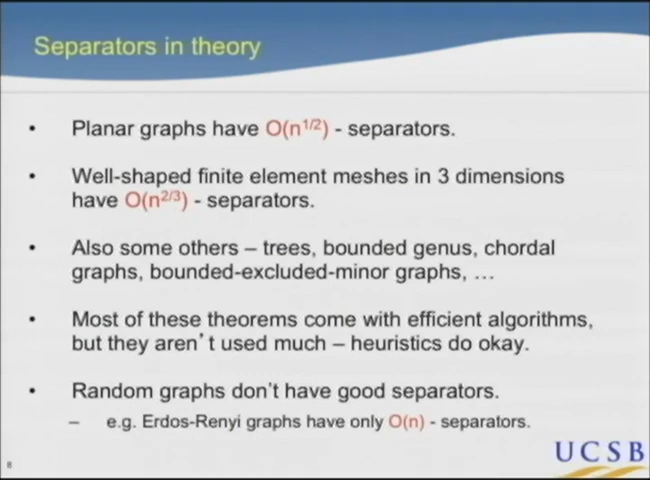 Separators in theory
• Planar graphs have O(n1/2) - separators.
• Well-shaped finite element meshes in 3 dimensions
have O(n2/3) - separators.
• Also some others – trees, bounded genus, chordal
graphs, bounded-excluded-minor graphs, …
• Most of these theorems come with efficient algorithms,
but they aren't used much – heuristics do okay.
• Random graphs don't have good separators.
– e.g. Erdos-Renyi graphs have only O(n) - separators.
8
UCSB